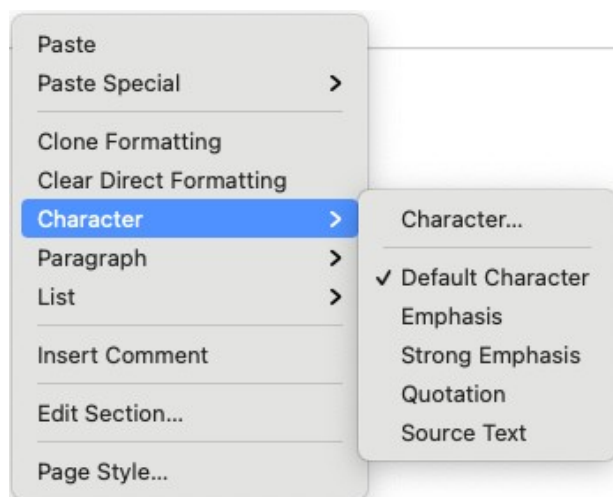 Paste
Paste Special
Clone Formatting
Clear Direct Formatting
Character
Paragraph
List
Insert Comment
Edit Section...
Page Style...
Character...
Default Character
Emphasis
Strong Emphasis
Quotation
Source Text